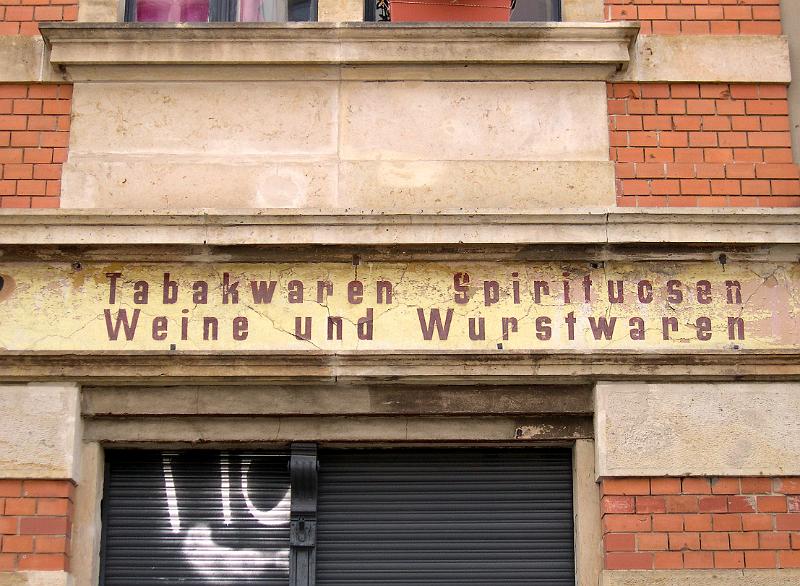 Tabakwaren Spirituosen
Weine und Wurstwaren